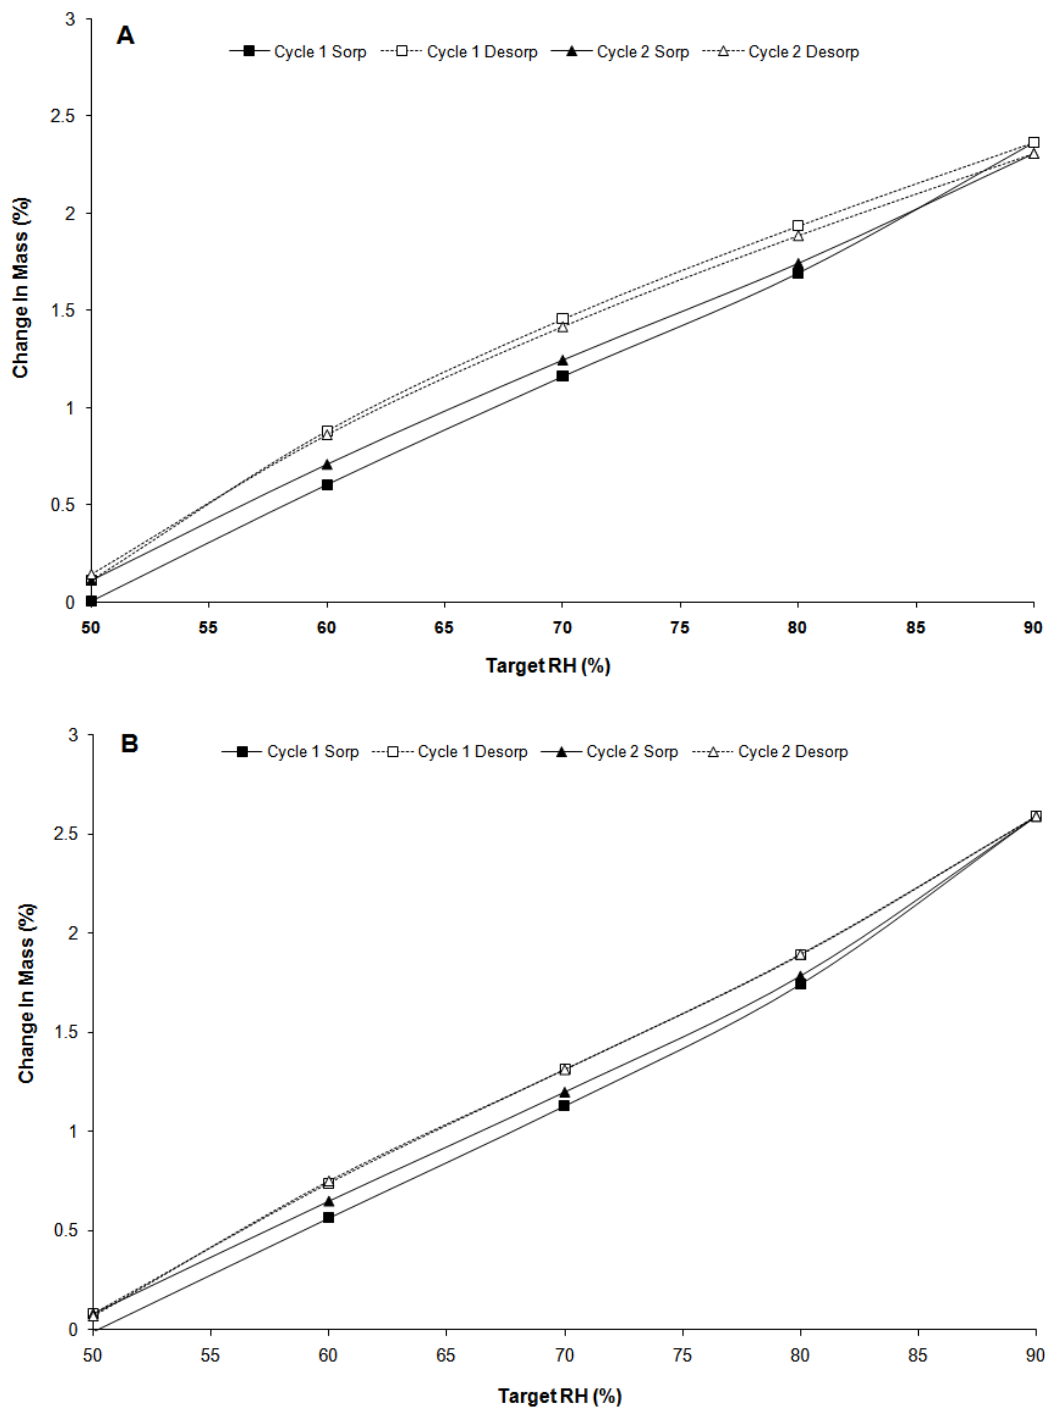 A
Cycle 1 Sorp Cycle 1 Desorp Cycle 2 Sorp Cycle 2 Desorp
3
2.5
2
1.5
1
0.5
0
Change In Mass (%)
50 55 60 65 70 75 80 85 90
Target RH (%)
B
Cycle 1 Sorp Cycle 1 Desorp Cycle 2 Sorp Cycle 2 Desorp
3
2.5
2
1.5
1
0.5
0
Change In Mass (%)
50 55 60 65 70 75 80 85 90
Target RH (%)